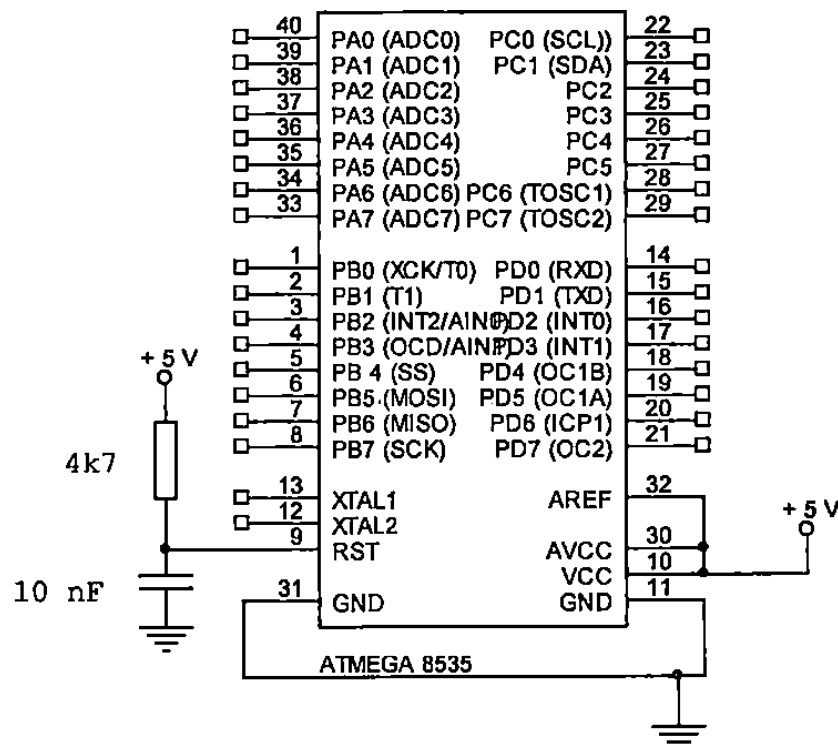 40 PA0 (ADC0) PC0 (SCL)) 22
39 PA1 (ADC1) PC1 (SDA) 23
38 PA2 (ADC2) PC2 24
37 PA3 (ADC3) PC3 25
36 PA4 (ADC4) PC4 26
35 PA5 (ADC5) PC5 27
34 PA6 (ADC6) PC6 (TOSC1) 28
33 PA7 (ADC7) PC7 (TOSC2) 29
1 PB0 (XCK/T0) PD0 (RXD) 14
2 PB1 (T1) PD1 (TXD) 15
3 PB2 (INT2/AIN0) PD2 (INT0) 16
4 PB3 (OCD/AIN PD3 (INT1) 17
+ 5 V
5 PB 4 (SS) PD4 (OC1B) 18
6 PB5 (MOSI) PD5 (OC1A) 19
7 PB6 (MISO) PD6 (ICP1) 20
8 PB7 (SCK) PD7 (OC2) 21
4k7
13 XTAL1 AREF 32
+ 5 V
12 XTAL2
9 RST AVCC 30
VCC 10
10 nF
31 GND GND 11
ATMEGA 8535